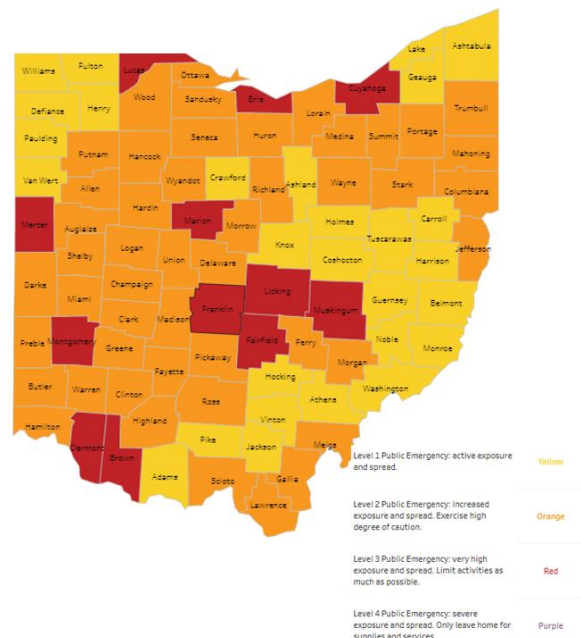 Ashtabula
Lake
Geauga
Williams
Fulton
Lucas
Ottawa
Cuyahoga
Erie
Wood
Sandusky
Lorain
Trumbull
Defiance
Henry
Portage
Huron
Medina
Summit
Seneca
Paulding
Mahoning
Putnam
Hancock
Van Wert
Wyandot
Crawford
Ashland
Wayne
Stark
Richland
Allen
Columbiana
Hardin
Carroll
Mercer
Marion
Holmes
Auglaize
Morrow
Tuscarawas
Knox
Jefferson
Logan
Shelby
Union
Coshocton
Harrison
Delaware
Darke
Champaign
Licking
Miami
Guernsey
Belmont
Franklin
Muskingum
Clark
Madison
Fairfield
Noble
Preble
Montgomery
Perry
Greene
Monroe
Pickaway
Morgan
Fayette
Hocking
Butler
Warren
Washington
Clinton
Athens
Ross
Highland
Vinton
Hamilton
Pike
Meigs
Clermont
Jackson
Brown
Adams
Scioto
Gallia
Lawrence
Level 1 Public Emergency: active exposure
and spread.
Yellow
Level 2 Public Emergency: increased
exposure and spread. Exercise high
degree of caution.
Orange
Level 3 Public Emergency: very high
exposure and spread. Limit activities as
much as possible.
Red
Level 4 Public Emergency: severe
exposure and spread. Only leave home for
supplies and services.
Purple